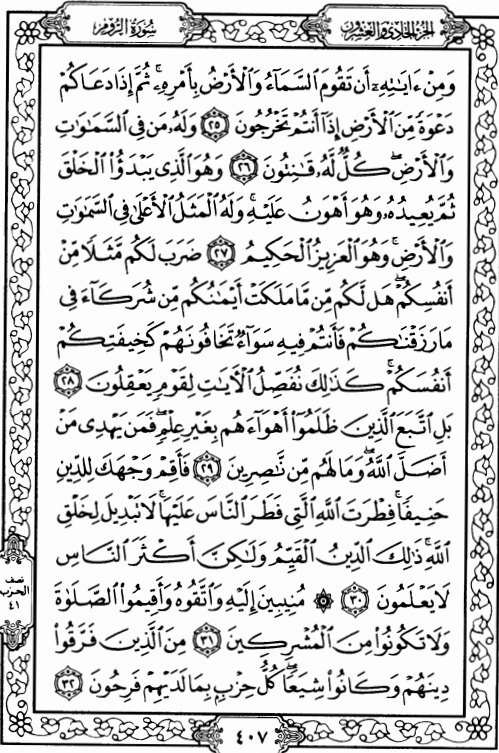 الجزء الحادي والعشرون
سورة الروم
وَمِنْ ءَايَٰتِهِۦٓ أَن تَقُومَ ٱلسَّمَآءُ وَٱلْأَرْضُ بِأَمْرِهِۦ ۚ ثُمَّ إِذَا دَعَاكُمْ
دَعْوَةً مِّنَ ٱلْأَرْضِ إِذَآ أَنتُمْ تَخْرُجُونَ ٢٥ وَلَهُۥ مَن فِى ٱلسَّمَٰوَٰتِ
وَٱلْأَرْضِ ۖ كُلٌّ لَّهُۥ قَٰنِتُونَ ٢٦ وَهُوَ ٱلَّذِى يَبْدَؤُا۟ ٱلْخَلْقَ
ثُمَّ يُعِيدُهُۥ وَهُوَ أَهْوَنُ عَلَيْهِ ۚ وَلَهُ ٱلْمَثَلُ ٱلْأَعْلَىٰ فِى ٱلسَّمَٰوَٰتِ
وَٱلْأَرْضِ ۚ وَهُوَ ٱلْعَزِيزُ ٱلْحَكِيمُ ٢٧ ضَرَبَ لَكُم مَّثَلًا مِّنْ
أَنفُسِكُمْ ۖ هَل لَّكُم مِّن مَّا مَلَكَتْ أَيْمَٰنُكُم مِّن شُرَكَآءَ فِى
مَا رَزَقْنَٰكُمْ فَأَنتُمْ فِيهِ سَوَآءٌ تَخَافُونَهُمْ كَخِيفَتِكُمْ
أَنفُسَكُمْ ۚ كَذَٰلِكَ نُفَصِّلُ ٱلْءَايَٰتِ لِقَوْمٍ يَعْقِلُونَ ٢٨
بَلِ ٱتَّبَعَ ٱلَّذِينَ ظَلَمُوٓا۟ أَهْوَآءَهُم بِغَيْرِ عِلْمٍ ۖ فَمَن يَهْدِى مَنْ
أَضَلَّ ٱللَّهُ ۖ وَمَا لَهُم مِّن نَّٰصِرِينَ ٢٩ فَأَقِمْ وَجْهَكَ لِلدِّينِ
حَنِيفًا ۚ فِطْرَتَ ٱللَّهِ ٱلَّتِى فَطَرَ ٱلنَّاسَ عَلَيْهَا ۚ لَا تَبْدِيلَ لِخَلْقِ
ٱللَّهِ ۚ ذَٰلِكَ ٱلدِّينُ ٱلْقَيِّمُ وَلَٰكِنَّ أَكْثَرَ ٱلنَّاسِ
لَا يَعْلَمُونَ ٣٠ ۞ مُنِيبِينَ إِلَيْهِ وَٱتَّقُوهُ وَأَقِيمُوا۟ ٱلصَّلَوٰةَ
وَلَا تَكُونُوا۟ مِنَ ٱلْمُشْرِكِينَ ٣١ مِنَ ٱلَّذِينَ فَرَّقُوا۟
دِينَهُمْ وَكَانُوا۟ شِيَعًا ۖ كُلُّ حِزْبٍۭ بِمَا لَدَيْهِمْ فَرِحُونَ ٣٢
نصف
الحزب
٤١
٤٠٧